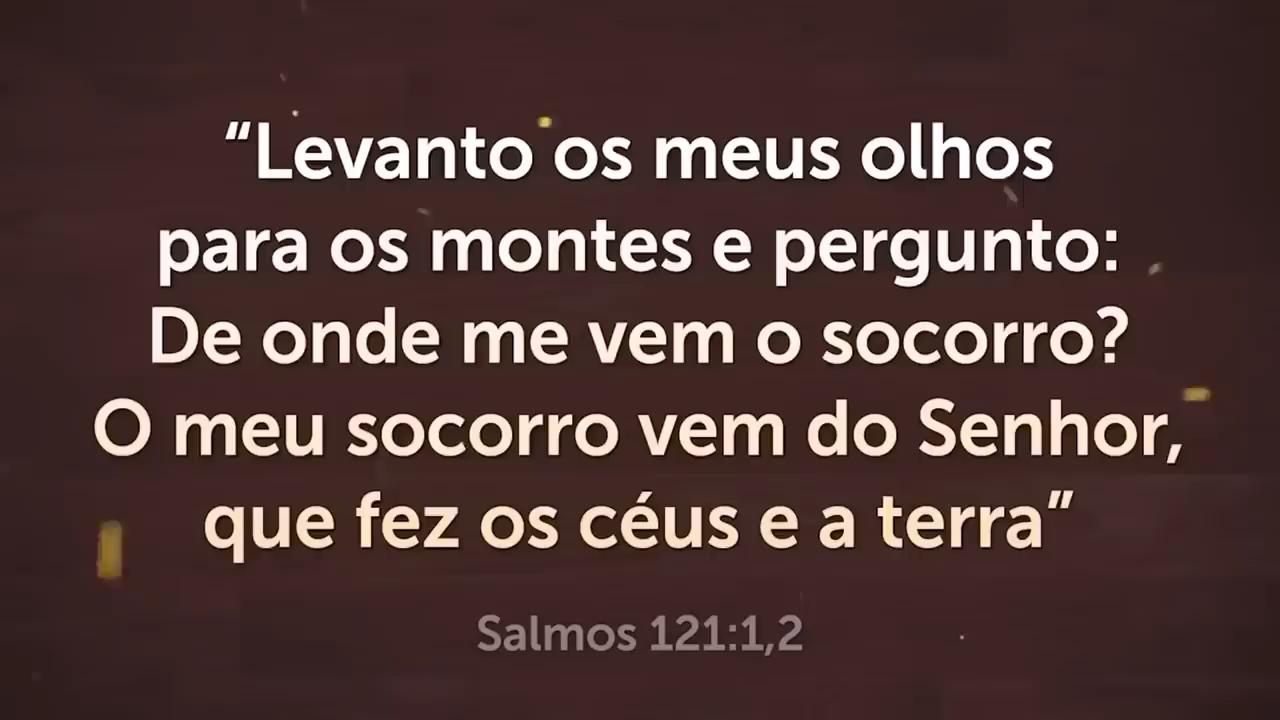 “Levanto os meus olhos
para os montes e pergunto:
De onde me vem o socorro?
O meu socorro vem do Senhor,
que fez os céus e a terra”
Salmos 121:1,2